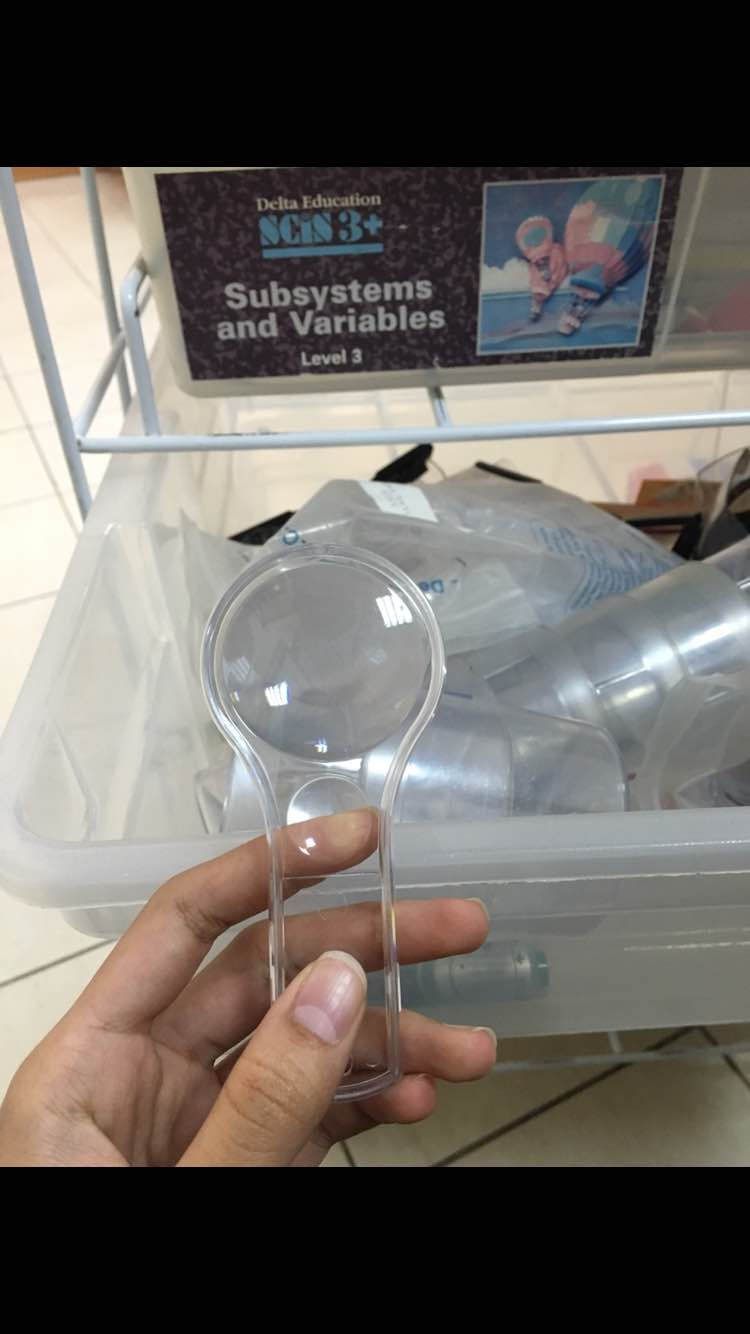 Delta Education
SCIS 3+
Subsystems
and Variables
Level 3